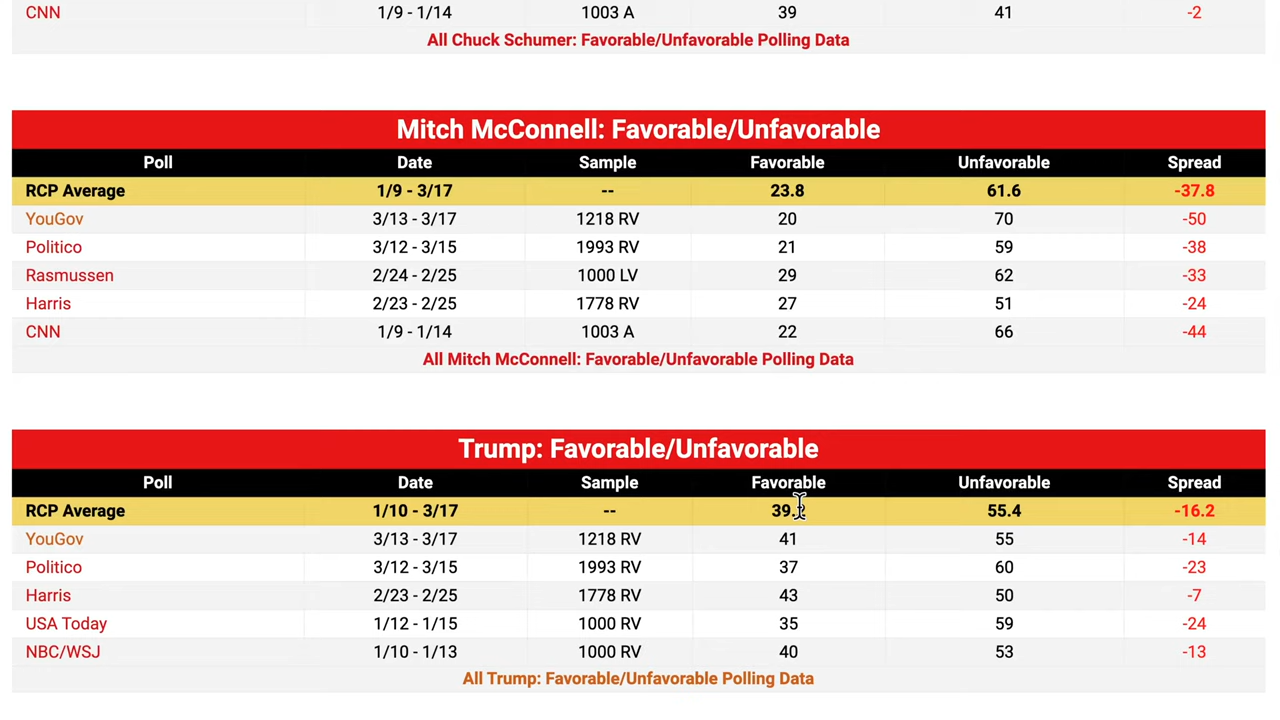 CNN 1/9 - 1/14 1003 A 39 41 -2
All Chuck Schumer: Favorable/Unfavorable Polling Data
Mitch McConnell: Favorable/Unfavorable
Poll Date Sample Favorable Unfavorable Spread
RCP Average 1/9 - 3/17 -- 23.8 61.6 -37.8
YouGov 3/13 - 3/17 1218 RV 20 70 -50
Politico 3/12 - 3/15 1993 RV 21 59 -38
Rasmussen 2/24 - 2/25 1000 LV 29 62 -33
Harris 2/23 - 2/25 1778 RV 27 51 -24
CNN 1/9 - 1/14 1003 A 22 66 -44
All Mitch McConnell: Favorable/Unfavorable Polling Data
Trump: Favorable/Unfavorable
Poll Date Sample Favorable Unfavorable Spread
RCP Average 1/10 - 3/17 -- 55.4 -16.2
YouGov 3/13 - 3/17 1218 RV 41 55 -14
Politico 3/12 - 3/15 1993 RV 37 60 -23
Harris 2/23 - 2/25 1778 RV 43 50 -7
USA Today 1/12 - 1/15 1000 RV 35 59 -24
NBC/WSJ 1/10 - 1/13 1000 RV 40 53 -13
All Trump: Favorable/Unfavorable Polling Data